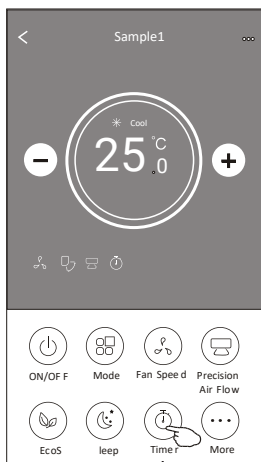 Sample1
Cool
25.0 °C
ON/OF F
Mode
Fan Spee d
Precision
Air Flow
EcoS
leep
Time r
More